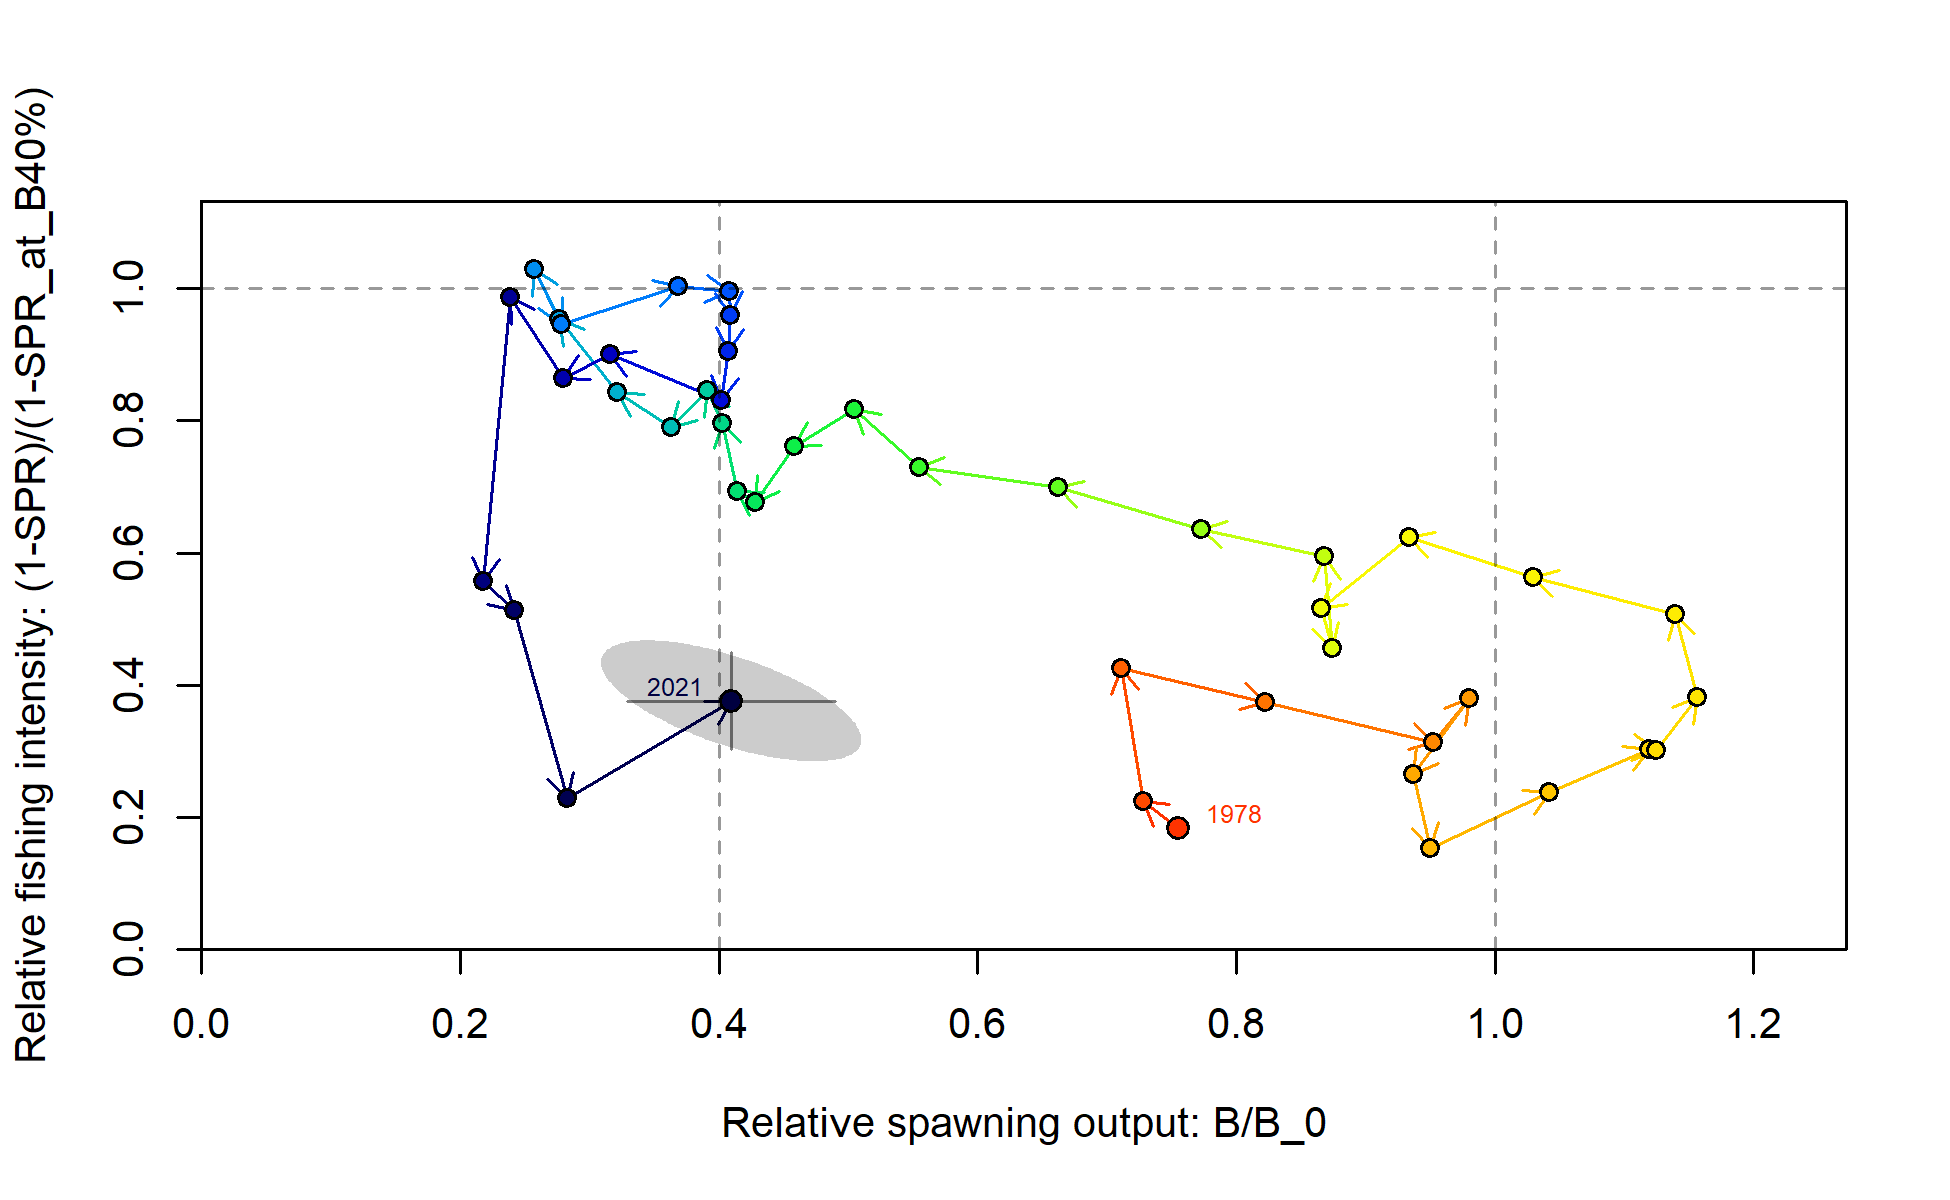 Relative fishing intensity: (1-SPR)/(1-SPR_at_B40%)
1.0
0.8
0.6
0.4
0.2
0.0
2021
1978
0.0 0.2 0.4 0.6 0.8 1.0 1.2
Relative spawning output: B/B_0